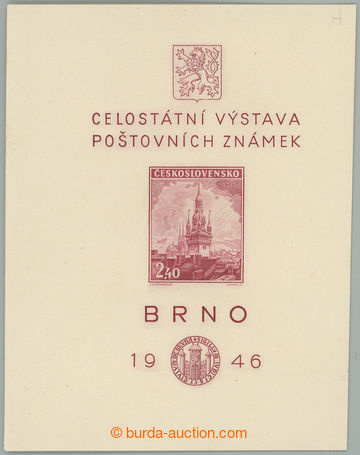 CELOSTÁTNÍ VÝSTAVA
POŠTOVNÍCH ZNÁMEK
ČESKOSLOVENSKO
2,40
BRNO
19 46
© burda-auction.com